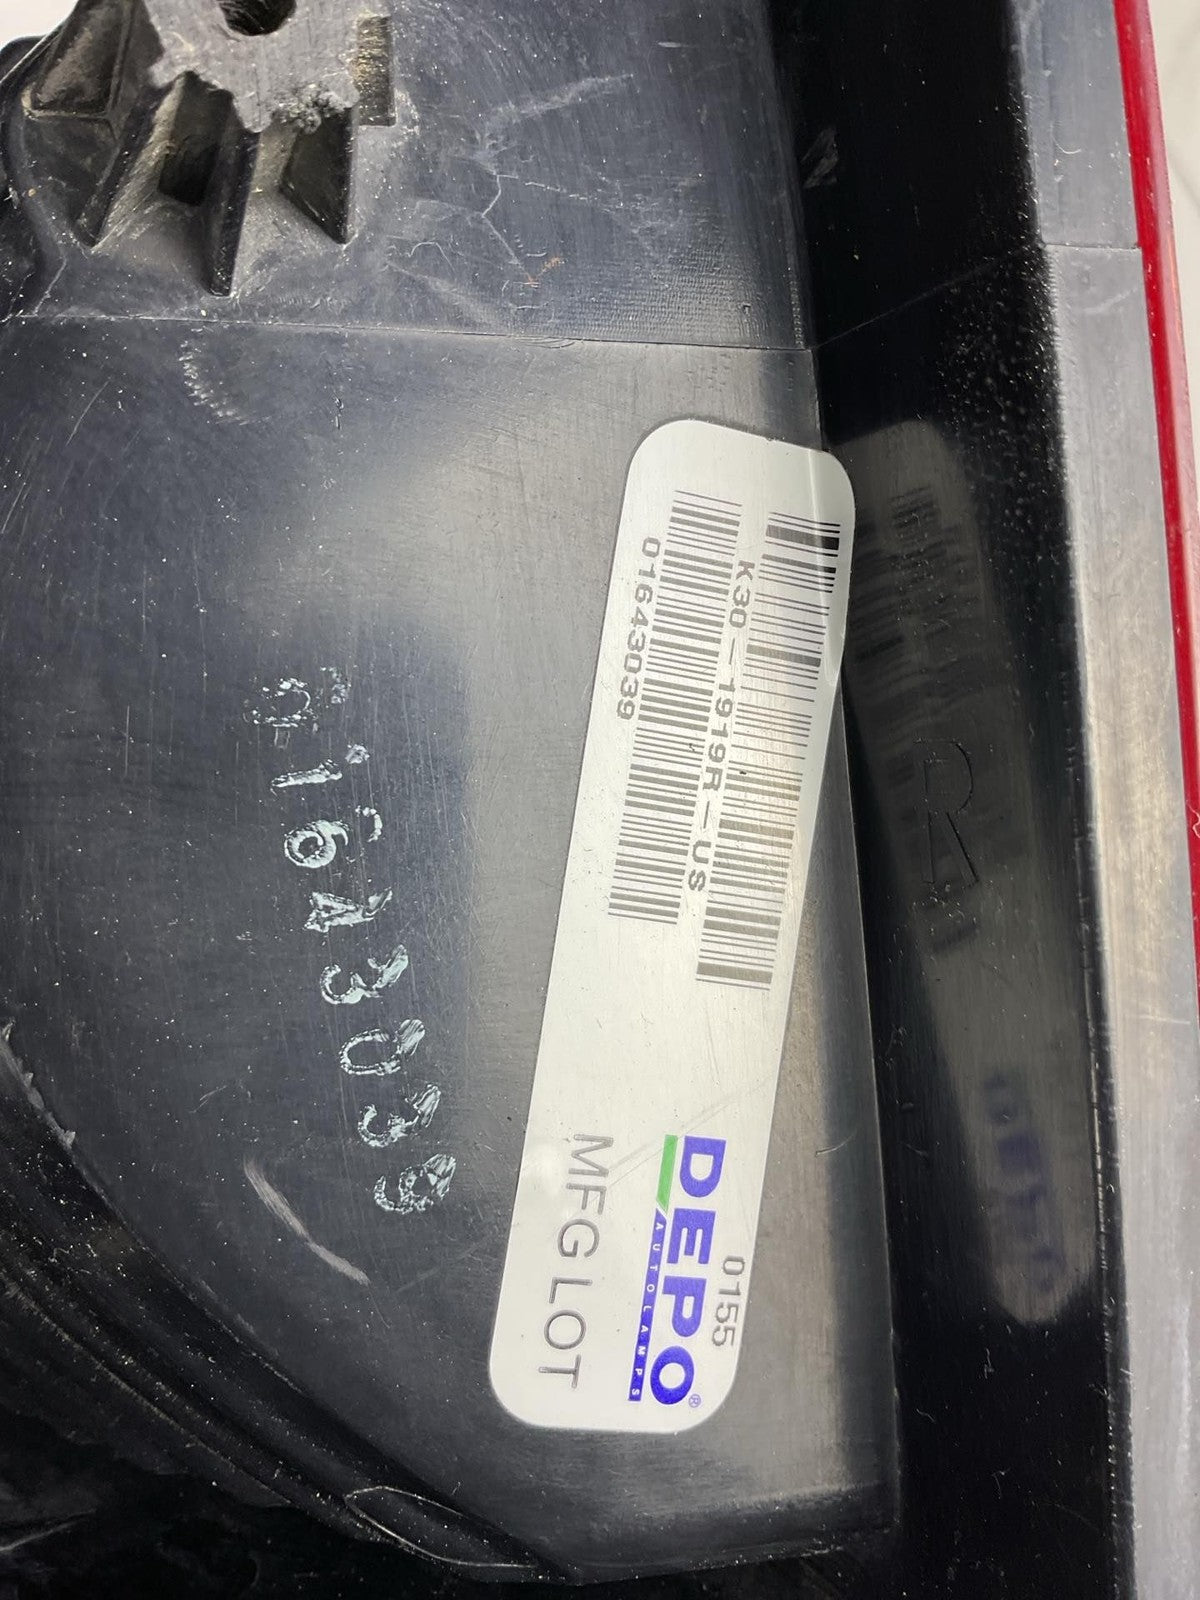 0155
DEPO®
AUTO LAMPS
MFG LOT
K30-1919R-US
01643039
01643039
R